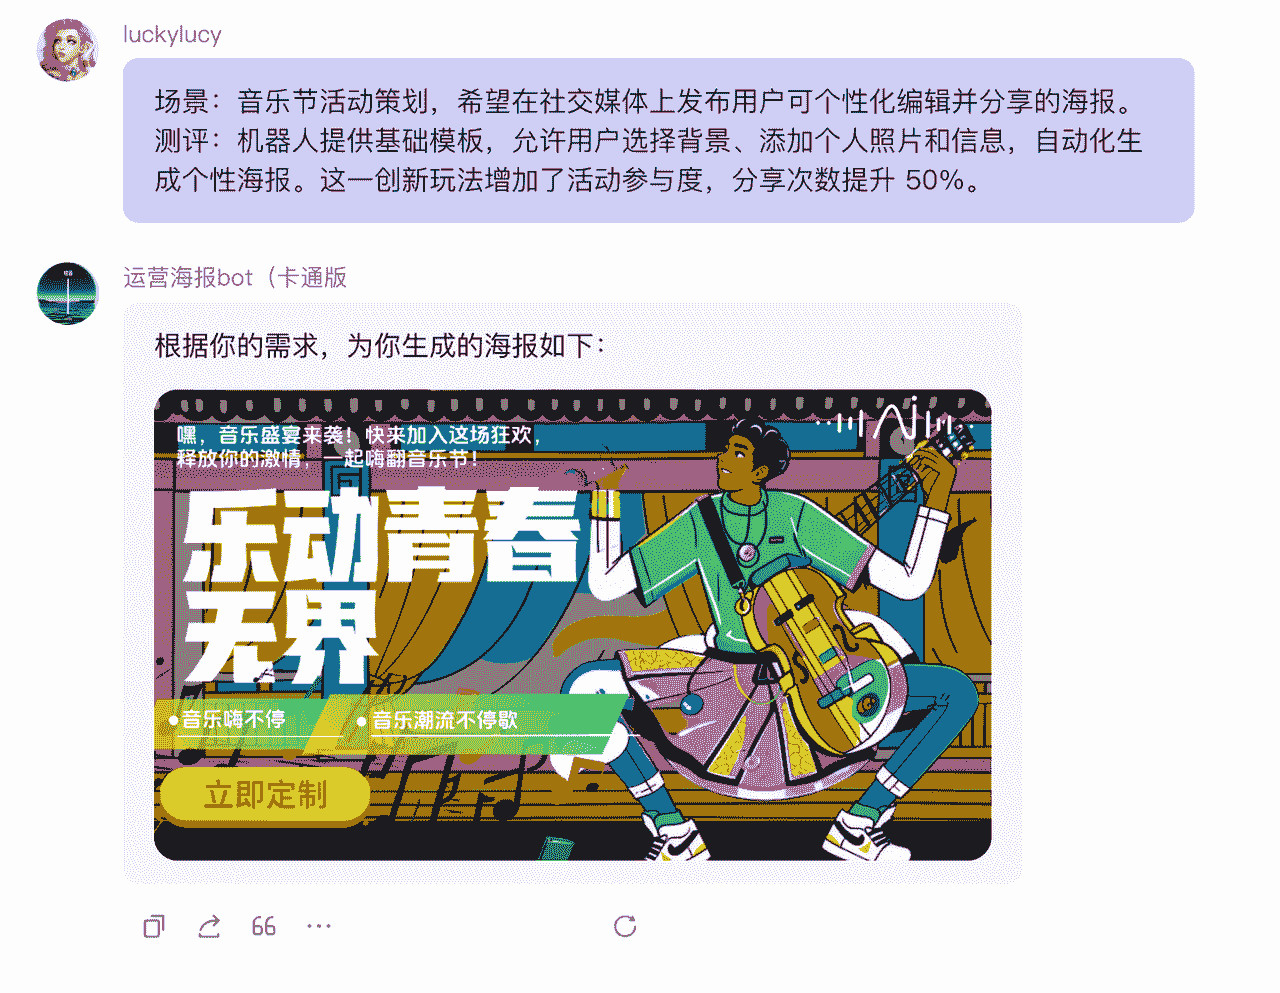 luckylucy
场景：音乐节活动策划，希望在社交媒体上发布用户可个性化编辑并分享的海报。
测评：机器人提供基础模板，允许用户选择背景、添加个人照片和信息，自动化生
成个性海报。这一创新玩法增加了活动参与度，分享次数提升 50%。
运营海报bot（卡通版
根据你的需求，为你生成的海报如下：
嘿，音乐盛宴来袭！快来加入这场狂欢，
释放你的激情，一起嗨翻音乐节！
乐动青春
无界
●音乐嗨不停 ●音乐潮流不停歇
立即定制